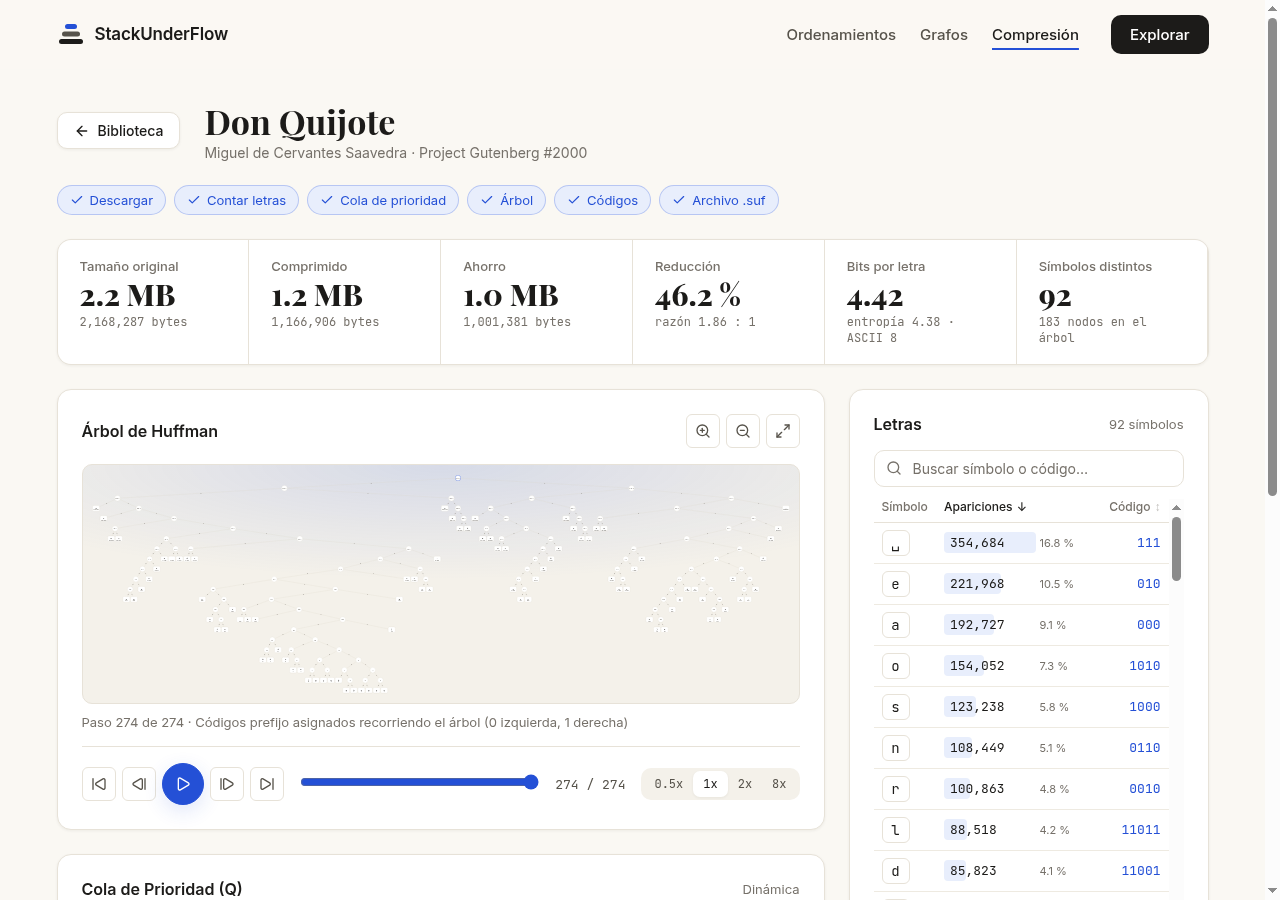 StackUnderFlow
Ordenamientos Grafos Compresión Explorar
Biblioteca
Don Quijote
Miguel de Cervantes Saavedra · Project Gutenberg #2000
Descargar Contar letras Cola de prioridad Árbol Códigos Archivo .suf
Tamaño original
2.2 MB
2,168,287 bytes
Comprimido
1.2 MB
1,166,906 bytes
Ahorro
1.0 MB
1,001,381 bytes
Reducción
46.2 %
razón 1.86 : 1
Bits por letra
4.42
entropía 4.38 ·
ASCII 8
Símbolos distintos
92
183 nodos en el
árbol
Árbol de Huffman
Paso 274 de 274 · Códigos prefijo asignados recorriendo el árbol (0 izquierda, 1 derecha)
274 / 274 0.5x 1x 2x 8x
Cola de Prioridad (Q) Dinámica
Letras 92 símbolos
Buscar símbolo o código...
Símbolo Apariciones ↓ Código ↕
␣ 354,684 16.8 % 111
e 221,968 10.5 % 010
a 192,727 9.1 % 000
o 154,052 7.3 % 1010
s 123,238 5.8 % 1000
n 108,449 5.1 % 0110
r 100,863 4.8 % 0010
l 88,518 4.2 % 11011
d 85,823 4.1 % 11001